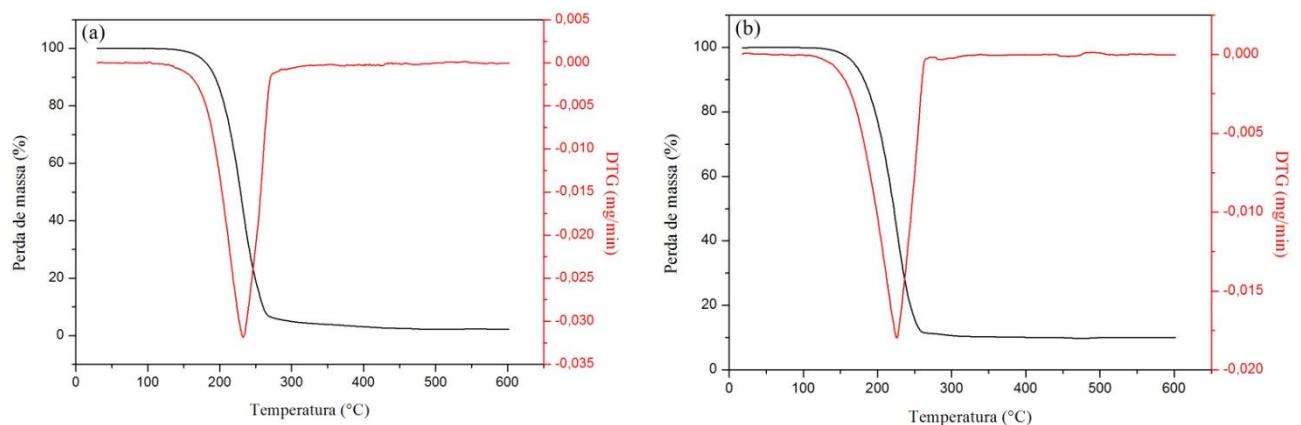 (a)
100
80
60
40
20
0
Perda de massa (%)
0 100 200 300 400 500 600
Temperatura (°C)
0,005
0,000
-0,005
-0,010
-0,015
-0,020
-0,025
-0,030
-0,035
DTG (mg/min)
(b)
100
80
60
40
20
0
Perda de massa (%)
0 100 200 300 400 500 600
Temperatura (°C)
0,000
-0,005
-0,010
-0,015
-0,020
DTG (mg/min)